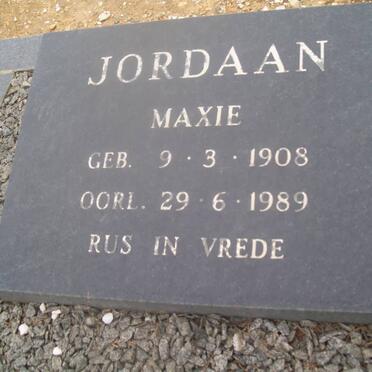 JORDAAN
MAXIE
GEB. 9 · 3 · 1908
OORL. 29 · 6 · 1989
RUS IN VREDE